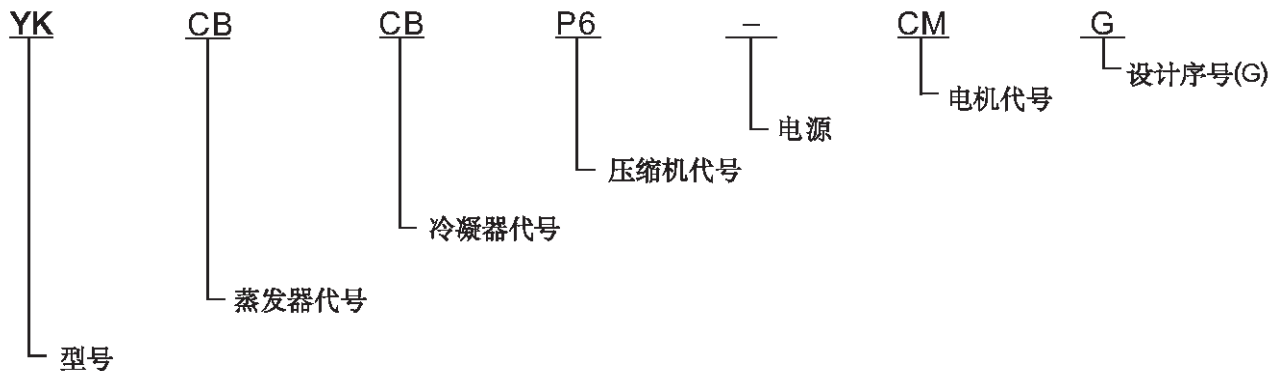 YK CB CB P6 – CM G
设计序号(G)
电机代号
电源
压缩机代号
冷凝器代号
蒸发器代号
型号